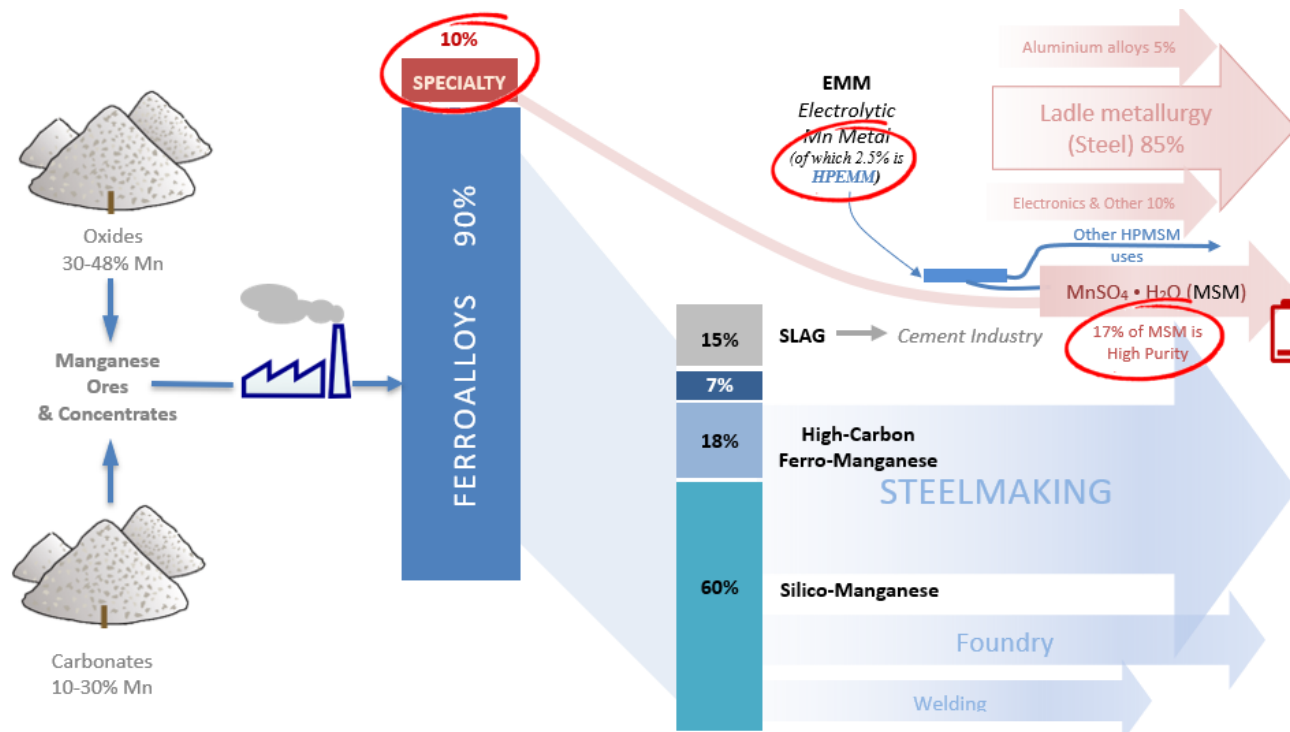 Oxides
30-48% Mn
Manganese
Ores
& Concentrates
Carbonates
10-30% Mn
10%
SPECIALTY
FERROALLOYS 90%
EMM
Electrolytic
Mn Metal
(of which 2.5% is
HPEMM)
Aluminium alloys 5%
Ladle metallurgy
(Steel) 85%
Electronics & Other 10%
Other HPMSM
uses
MnSO₄ • H₂O (MSM)
17% of MSM is
High Purity
15%
SLAG
Cement Industry
7%
18%
High-Carbon
Ferro-Manganese
STEELMAKING
60%
Silico-Manganese
Foundry
Welding